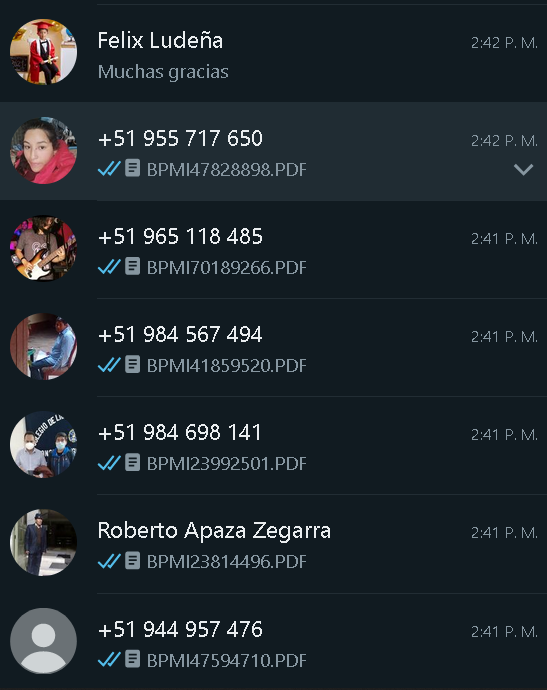 Felix Ludeña
2:42 P. M.
Muchas gracias
+51 955 717 650
2:42 P. M.
BPMI47828898.PDF
+51 965 118 485
2:41 P. M.
BPMI70189266.PDF
+51 984 567 494
2:41 P. M.
BPMI41859520.PDF
+51 984 698 141
2:41 P. M.
BPMI23992501.PDF
Roberto Apaza Zegarra
2:41 P. M.
BPMI23814496.PDF
+51 944 957 476
2:41 P. M.
BPMI47594710.PDF